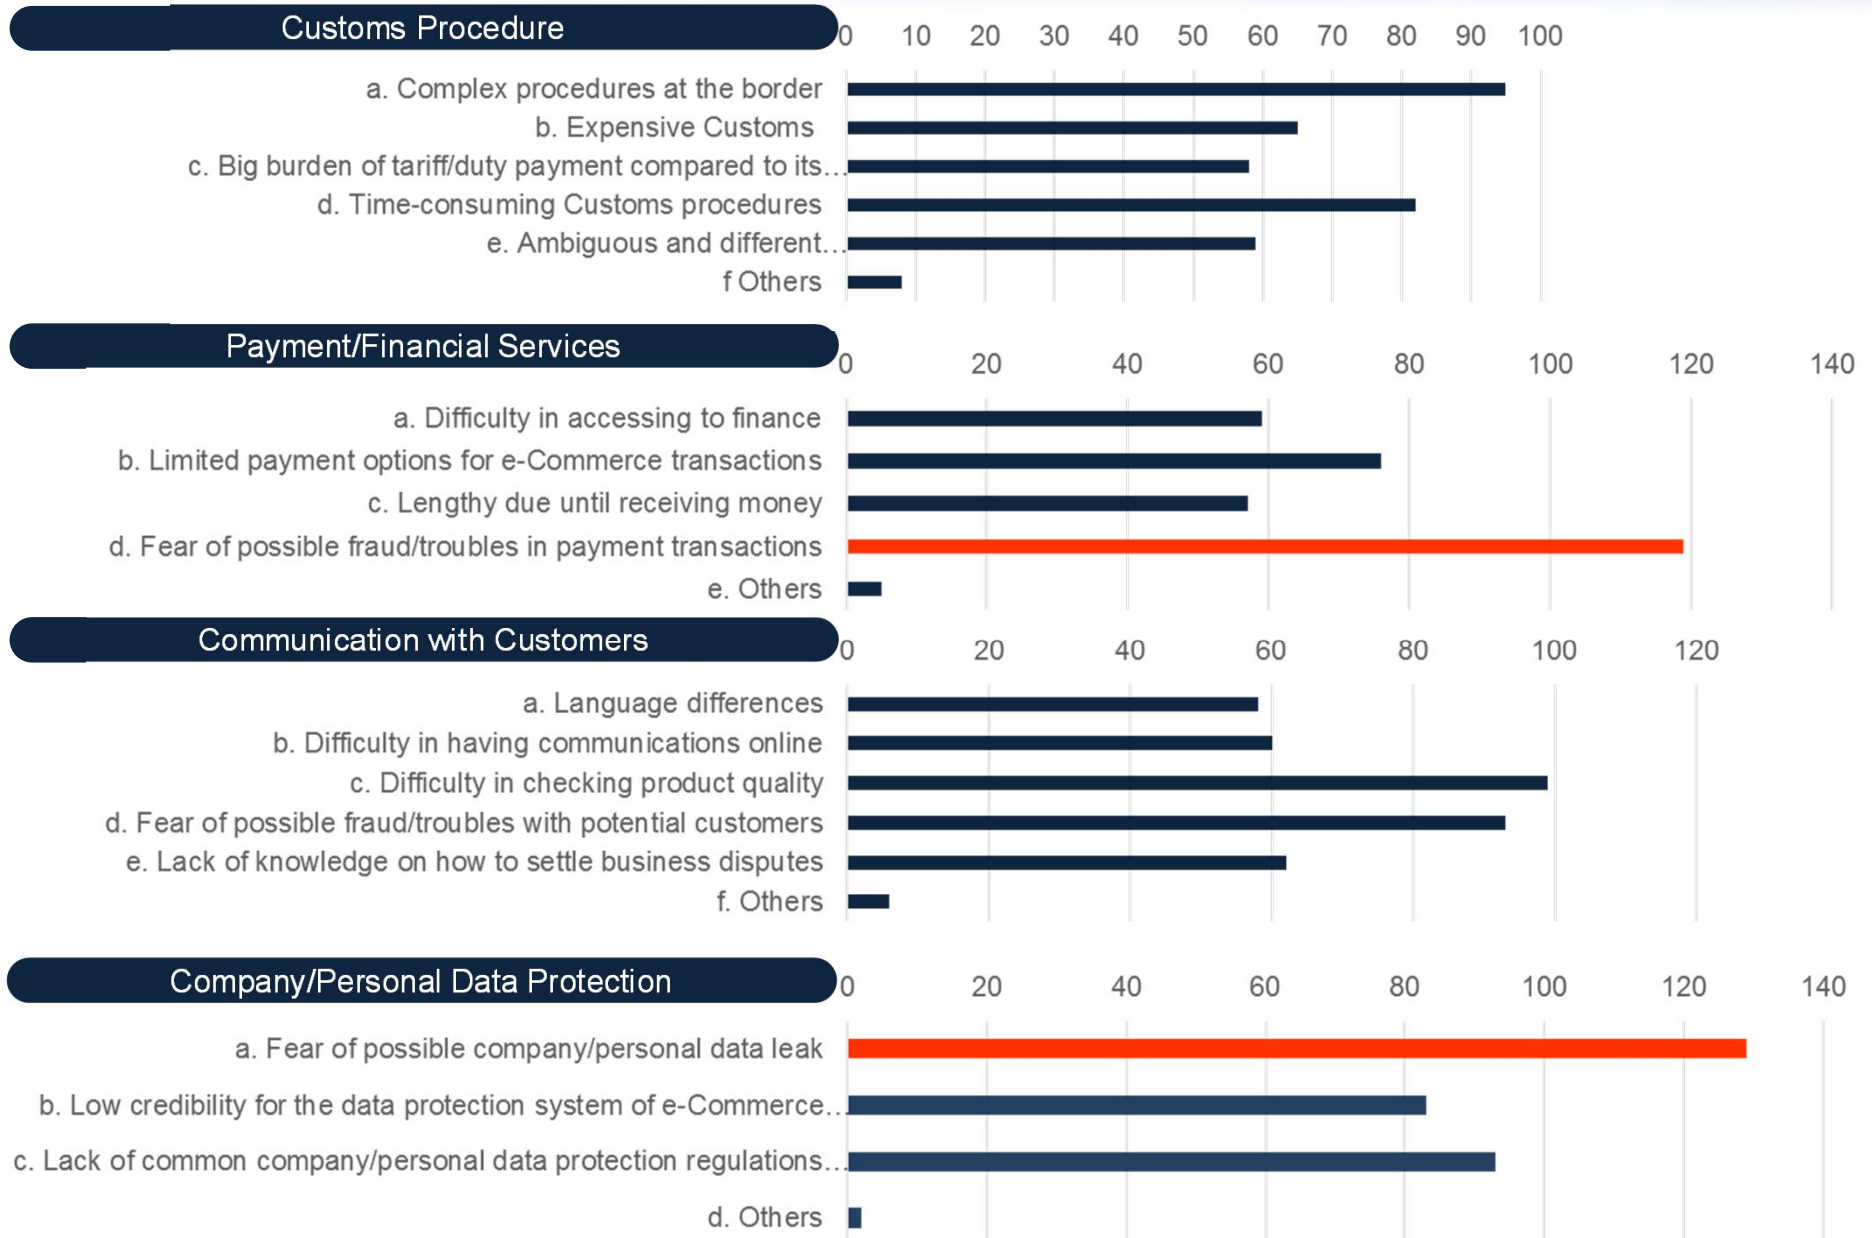 Customs Procedure
0 10 20 30 40 50 60 70 80 90 100
a. Complex procedures at the border
b. Expensive Customs
c. Big burden of tariff/duty payment compared to its...
d. Time-consuming Customs procedures
e. Ambiguous and different...
f Others
Payment/Financial Services
0 20 40 60 80 100 120 140
a. Difficulty in accessing to finance
b. Limited payment options for e-Commerce transactions
c. Lengthy due until receiving money
d. Fear of possible fraud/troubles in payment transactions
e. Others
Communication with Customers
0 20 40 60 80 100 120
a. Language differences
b. Difficulty in having communications online
c. Difficulty in checking product quality
d. Fear of possible fraud/troubles with potential customers
e. Lack of knowledge on how to settle business disputes
f. Others
Company/Personal Data Protection
0 20 40 60 80 100 120 140
a. Fear of possible company/personal data leak
b. Low credibility for the data protection system of e-Commerce...
c. Lack of common company/personal data protection regulations...
d. Others